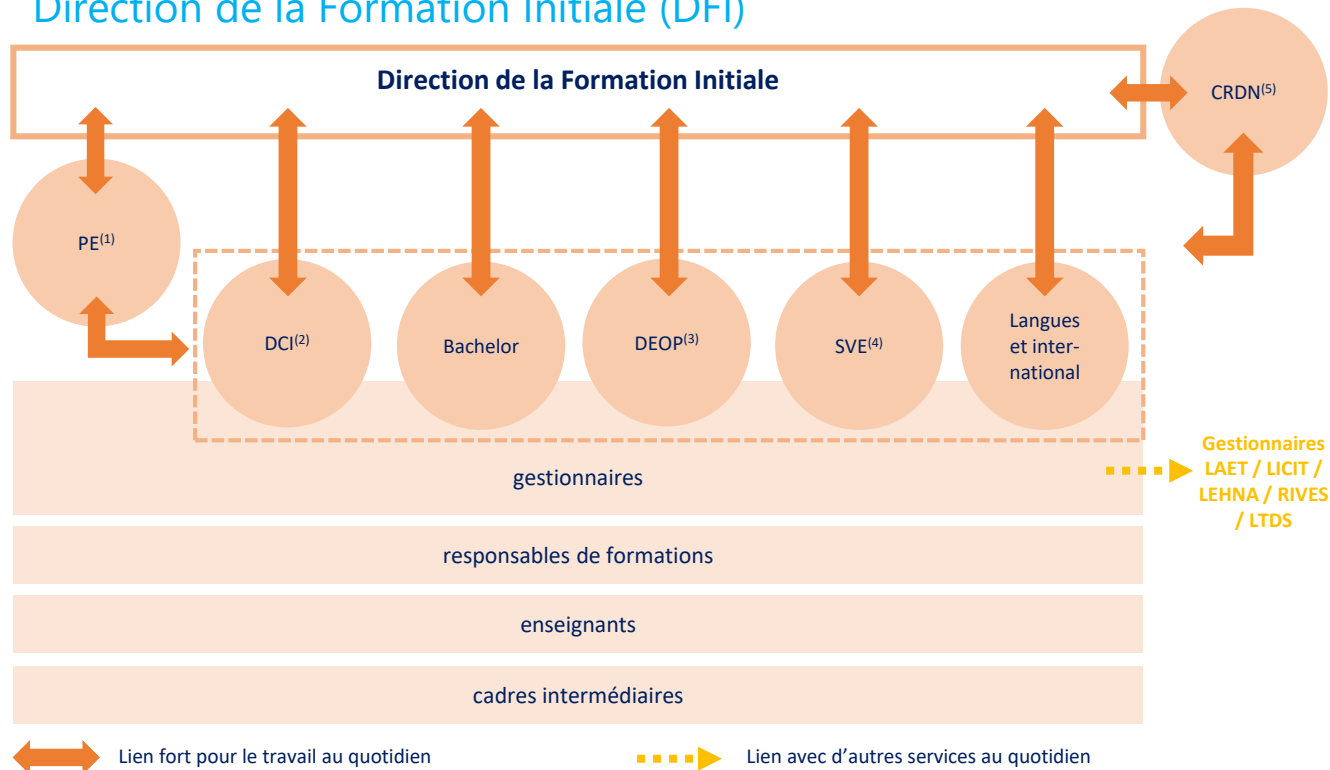 Direction de la Formation Initiale (DFI)
Direction de la Formation Initiale
CRDN(5)
PE(1)
DCI(2)
Bachelor
DEOP(3)
SVE(4)
Langues
et inter-
national
gestionnaires
Gestionnaires
LAET / LICIT /
LEHNA / RIVES
/ LTDS
responsables de formations
enseignants
cadres intermédiaires
Lien fort pour le travail au quotidien
Lien avec d'autres services au quotidien